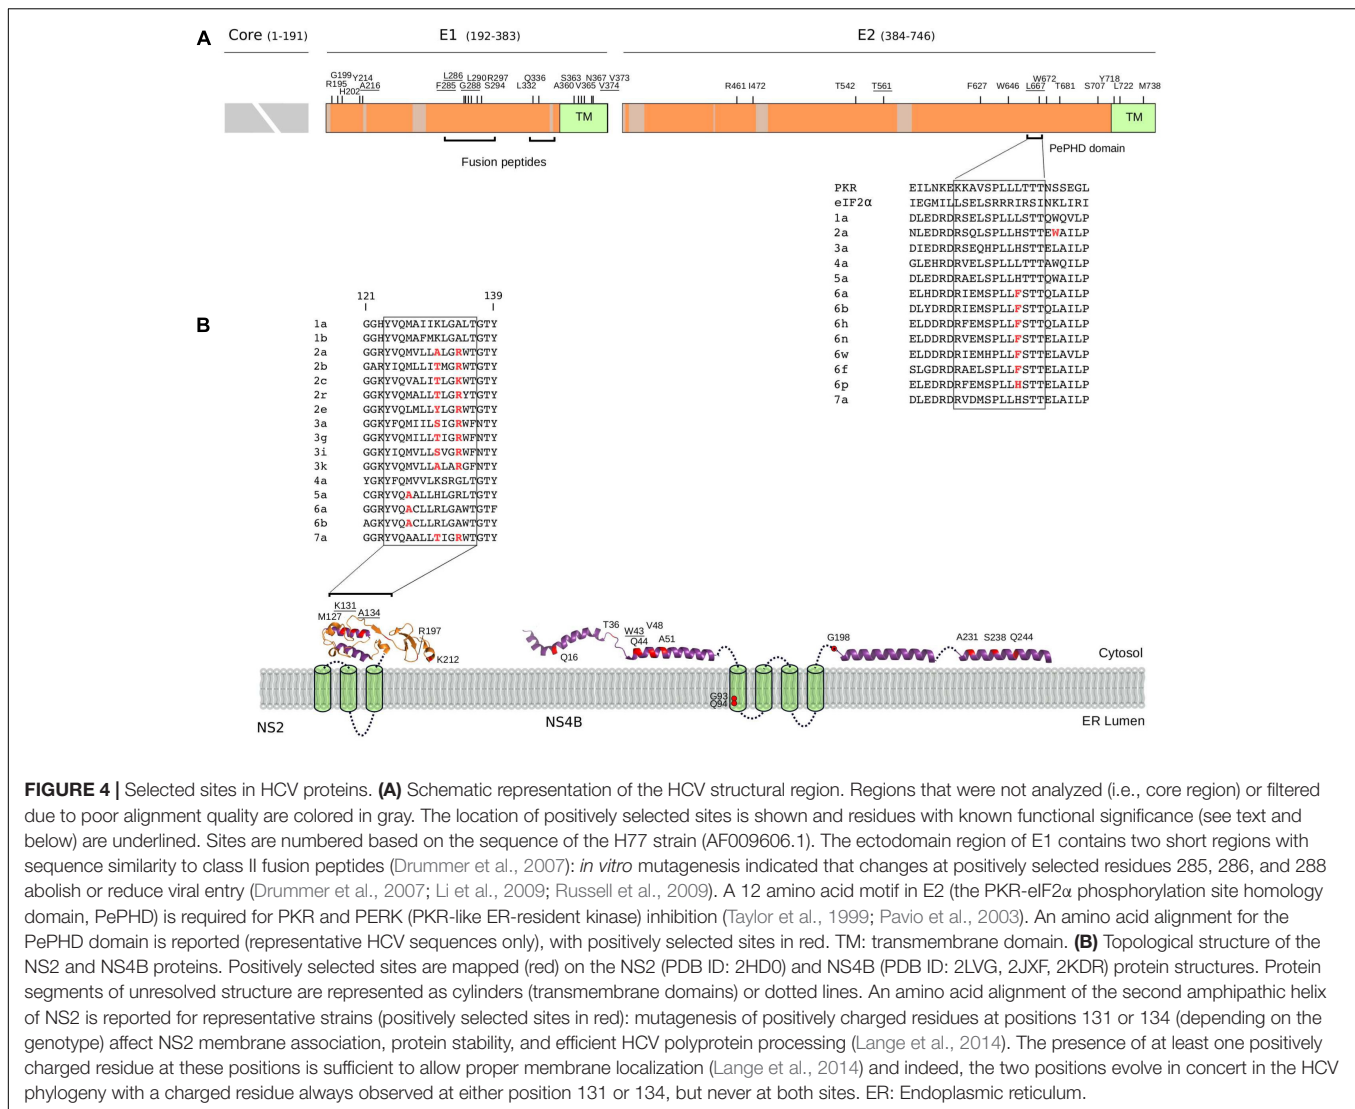 A
Core (1-191)
E1 (192-383)
E2 (384-746)
G199 Y214
R195 A216
H202
L286 L290 R297
F285 G288 S294
Q336
L332
S363 N367 V373
A360 V365 V374
R461 I472
T542
T561
F627
W646
W672
L667
T681
Y718
S707
L722
M738
TM
TM
Fusion peptides
PePHD domain
PKR EILNKEKKAVSPLLLTTTNSSEGL
eIF2α IEGMILLSELSRRRIRSINKLIRI
1a DLEDRDRSELSPLLLSTTQWQVLP
2a NLEDRDRSQLSPLLHSTTEWAILP
3a DIEDRDRSEQHPLLHSTTELAILP
4a GLEHRDRVELSPLLLTTTAWQILP
5a DLEDRDRAELSPLLHTTTQWAILP
6a ELHDRDRIEMSPLLFSTTQLAILP
6b DLYDRDRIEMSPLLFSTTQLAILP
6h ELDDRDRFEMSPLLFSTTQLAILP
6n ELDDRDRVEMSPLLFSTTELAILP
6w ELDDRDRIEMHPLLFSTTELAVLP
6f SLGDRDRAELSPLLFSTTELAILP
6p ELEDRDRFEMSPLLHSTTELAILP
7a DLEDRDRVDMSPLLHSTTELAILP
B
121 139
1a GGHYVQMAIIKLGALTGTY
1b GGHYVQMAFMKLGALTGTY
2a GGRYVQMVLLALGRWTGTY
2b GARYIQMLLITMGRWTGTY
2c GGKYVQVALITLGKWTGTY
2r GGKYVQMALLTLGRYTGTY
2e GGKYVQLMLLYLGRWTGTY
3a GGKYFQMIILSIGRWFNTY
3g GGKYVQMILLTIGRWFNTY
3i GGKYIQMVLLSVGRWFNTY
3k GGKYVQMVLLALARGFNTY
4a YGKYFQMVVLKSRGLTGTY
5a CGRYVQAALLHLGRLTGTY
6a GGKYVQACLLRLGAWTGTF
6b AGKYVQACLLRLGAWTGTY
7a GGRYVQAALLTIGRWTGTY
K131
M127 A134
R197
K212
Q16
T36
W43 V48
Q44 A51
G93
Q94
G198
A231 S238 Q244
Cytosol
ER Lumen
NS2
NS4B
FIGURE 4 | Selected sites in HCV proteins. (A) Schematic representation of the HCV structural region. Regions that were not analyzed (i.e., core region) or filtered
due to poor alignment quality are colored in gray. The location of positively selected sites is shown and residues with known functional significance (see text and
below) are underlined. Sites are numbered based on the sequence of the H77 strain (AF009606.1). The ectodomain region of E1 contains two short regions with
sequence similarity to class II fusion peptides (Drummer et al., 2007): in vitro mutagenesis indicated that changes at positively selected residues 285, 286, and 288
abolish or reduce viral entry (Drummer et al., 2007; Li et al., 2009; Russell et al., 2009). A 12 amino acid motif in E2 (the PKR-eIF2α phosphorylation site homology
domain, PePHD) is required for PKR and PERK (PKR-like ER-resident kinase) inhibition (Taylor et al., 1999; Pavio et al., 2003). An amino acid alignment for the
PePHD domain is reported (representative HCV sequences only), with positively selected sites in red. TM: transmembrane domain. (B) Topological structure of the
NS2 and NS4B proteins. Positively selected sites are mapped (red) on the NS2 (PDB ID: 2HD0) and NS4B (PDB ID: 2LVG, 2JXF, 2KDR) protein structures. Protein
segments of unresolved structure are represented as cylinders (transmembrane domains) or dotted lines. An amino acid alignment of the second amphipathic helix
of NS2 is reported for representative strains (positively selected sites in red): mutagenesis of positively charged residues at positions 131 or 134 (depending on the
genotype) affect NS2 membrane association, protein stability, and efficient HCV polyprotein processing (Lange et al., 2014). The presence of at least one positively
charged residue at these positions is sufficient to allow proper membrane localization (Lange et al., 2014) and indeed, the two positions evolve in concert in the HCV
phylogeny with a charged residue always observed at either position 131 or 134, but never at both sites. ER: Endoplasmic reticulum.